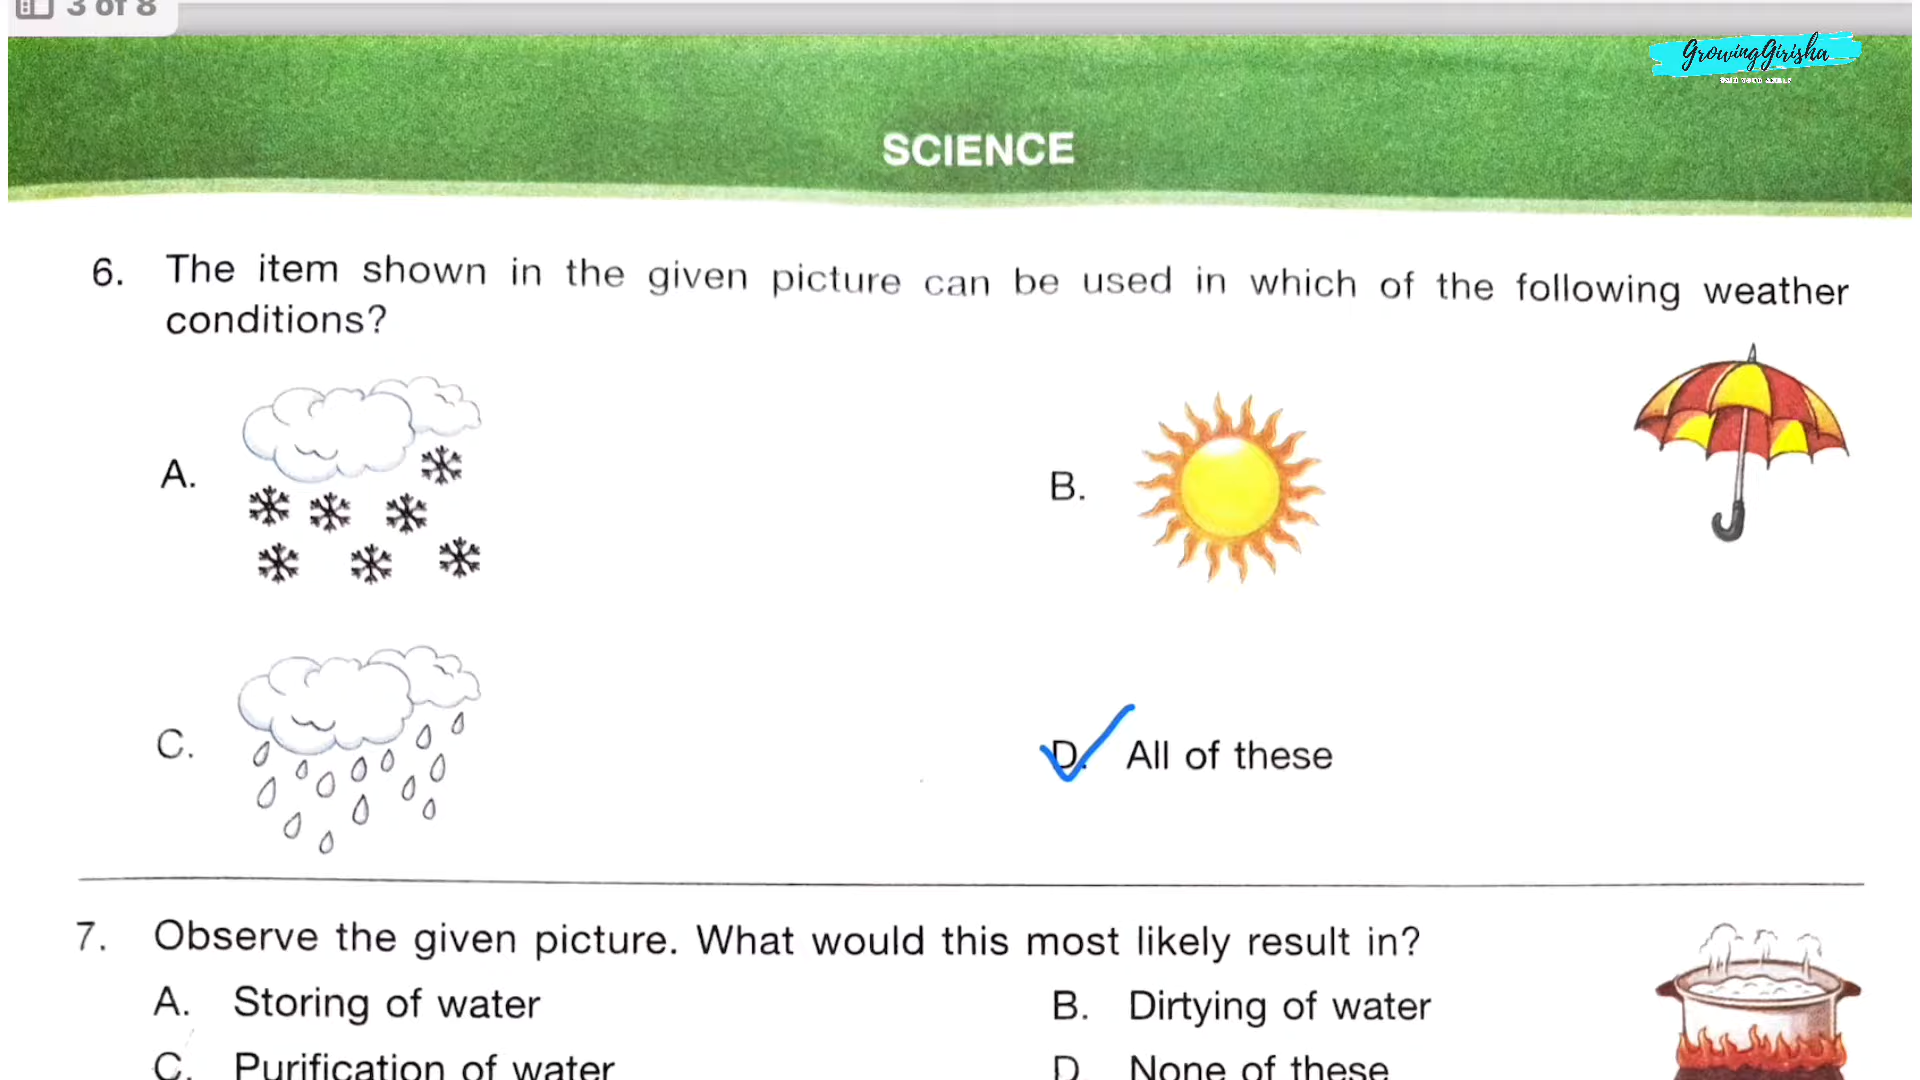 3 of 8
GrowingGirisha
SCIENCE
6. The item shown in the given picture can be used in which of the following weather
conditions?
A.
B.
C.
D. All of these
7. Observe the given picture. What would this most likely result in?
A. Storing of water
B. Dirtying of water
C. Purification of water
D. None of these